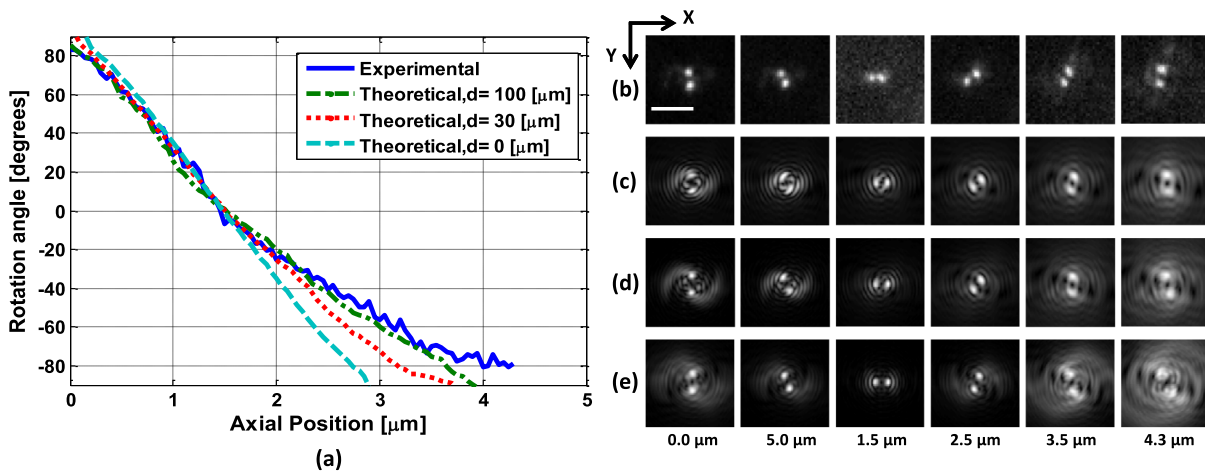 80
60
40
20
0
-20
-40
-60
-80
Rotation angle [degrees]
Experimental
Theoretical,d= 100 [μm]
Theoretical,d= 30 [μm]
Theoretical,d= 0 [μm]
0 1 2 3 4 5
Axial Position [μm]
(a)
X
Y
(b)
(c)
(d)
(e)
0.0 μm 5.0 μm 1.5 μm 2.5 μm 3.5 μm 4.3 μm